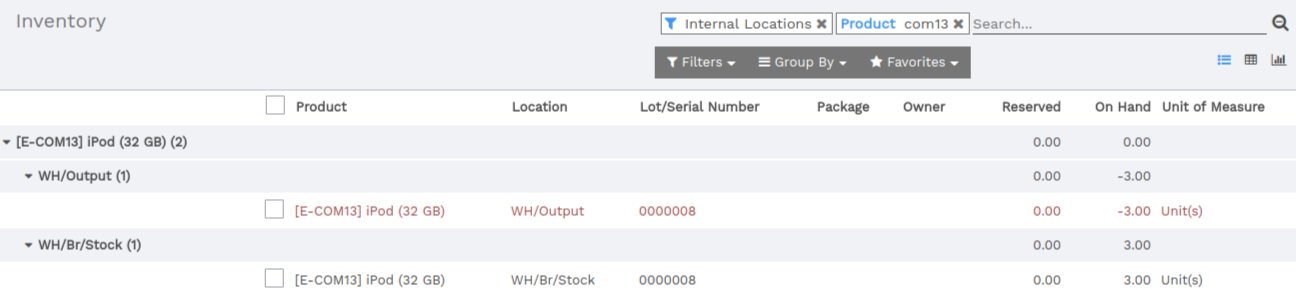 Inventory
Internal Locations ✖ Product com13 ✖ Search...
Filters Group By Favorites
Product Location Lot/Serial Number Package Owner Reserved On Hand Unit of Measure
[E-COM13] iPod (32 GB) (2) 0.00 0.00
WH/Output (1) 0.00 -3.00
[E-COM13] iPod (32 GB) WH/Output 0000008 0.00 -3.00 Unit(s)
WH/Br/Stock (1) 0.00 3.00
[E-COM13] iPod (32 GB) WH/Br/Stock 0000008 0.00 3.00 Unit(s)